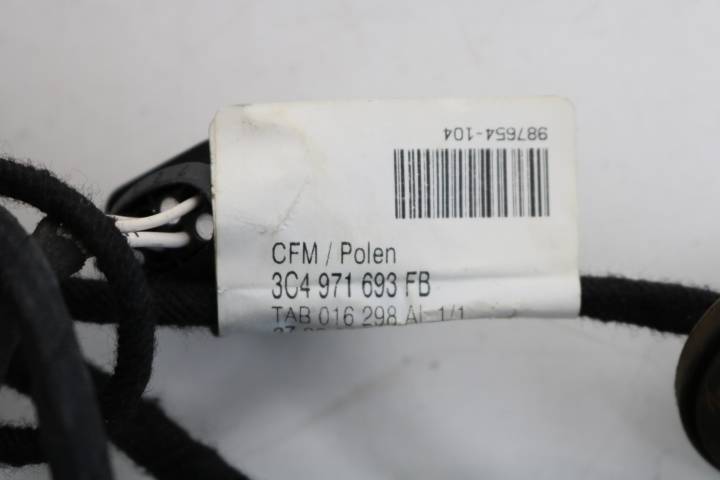 987654-104
CFM / Polen
3C4 971 693 FB
TAB 016 298 AI 1/1